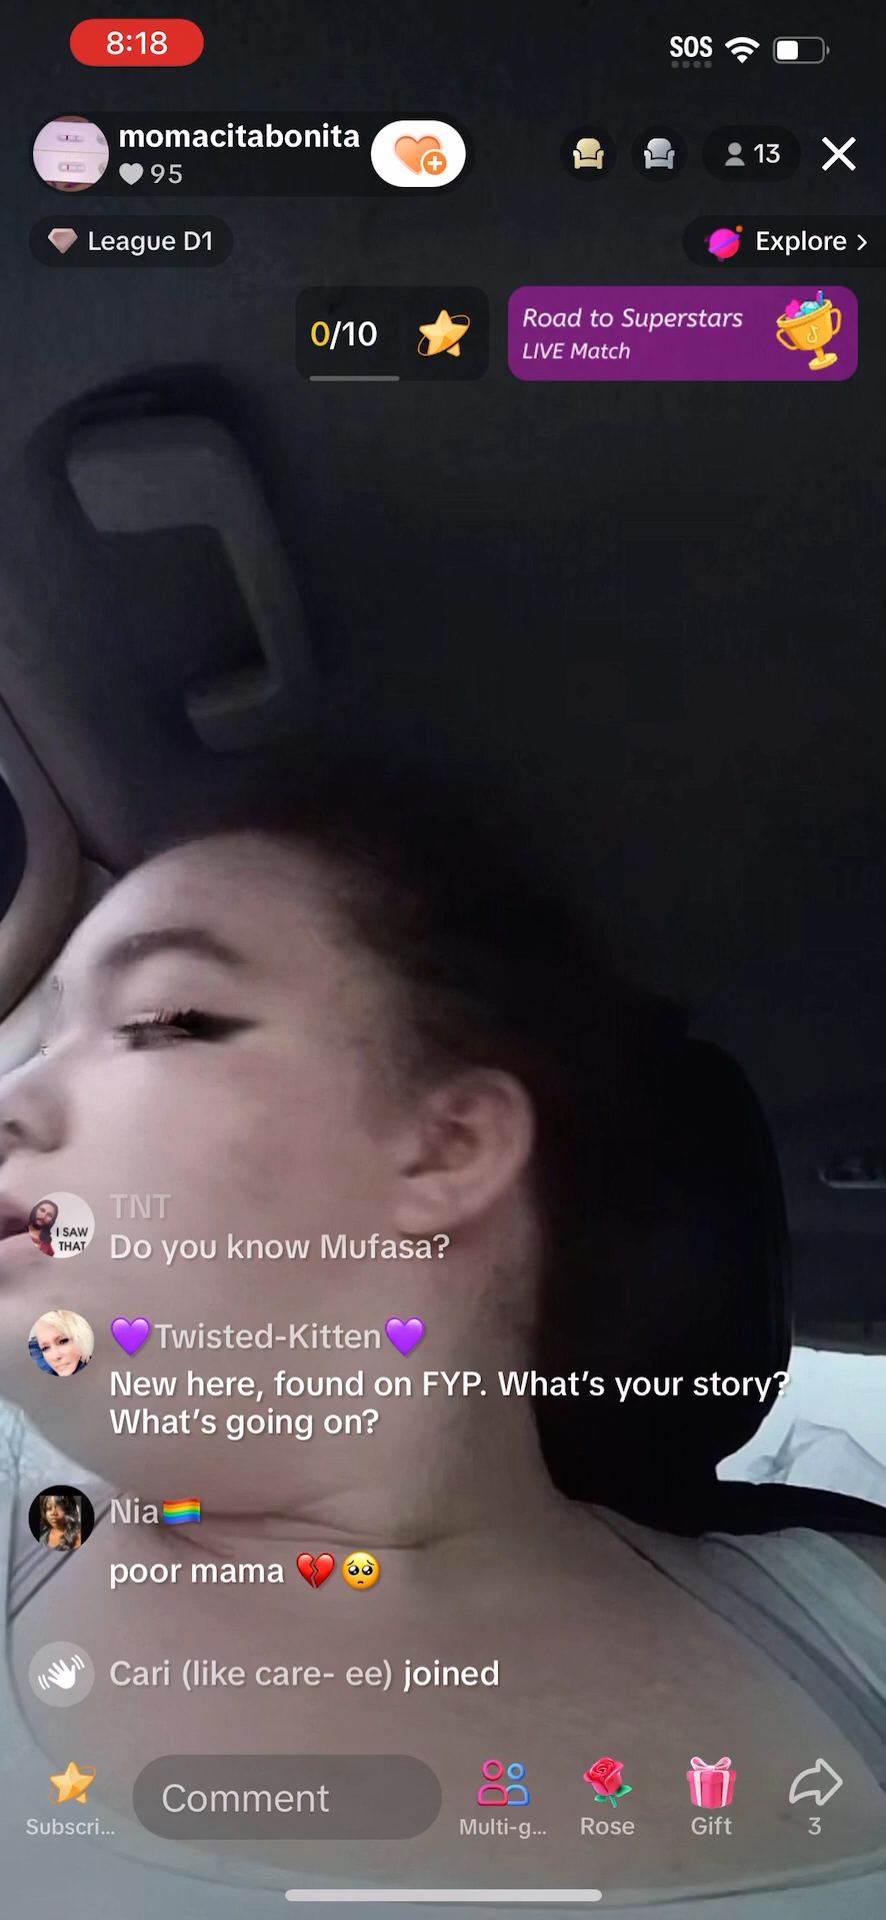 8:18
SOS
momacitabonita
95
13
League D1
Explore >
0/10
Road to Superstars
LIVE Match
TNT
I SAW
THAT
Do you know Mufasa?
💜Twisted-Kitten💜
New here, found on FYP. What's your story?
What's going on?
Nia🏳️‍🌈
poor mama 💔🥺
Cari (like care- ee) joined
Comment
Subscri...
Multi-g...
Rose
Gift
3